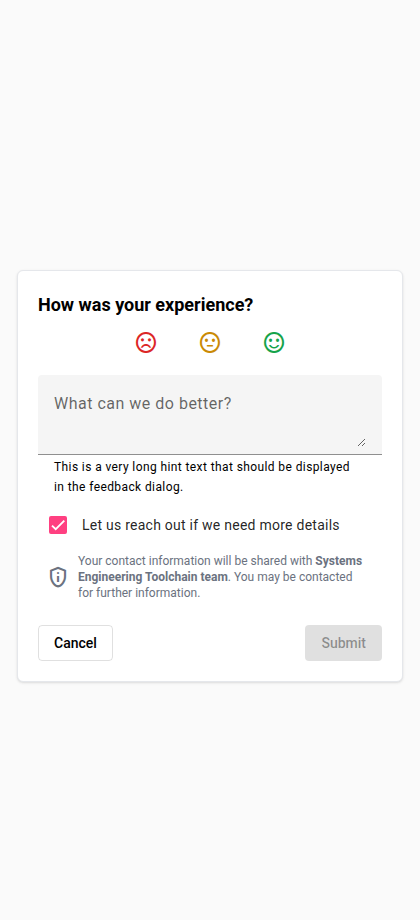 How was your experience?
What can we do better?
This is a very long hint text that should be displayed
in the feedback dialog.
Let us reach out if we need more details
Your contact information will be shared with Systems
Engineering Toolchain team. You may be contacted
for further information.
Cancel
Submit